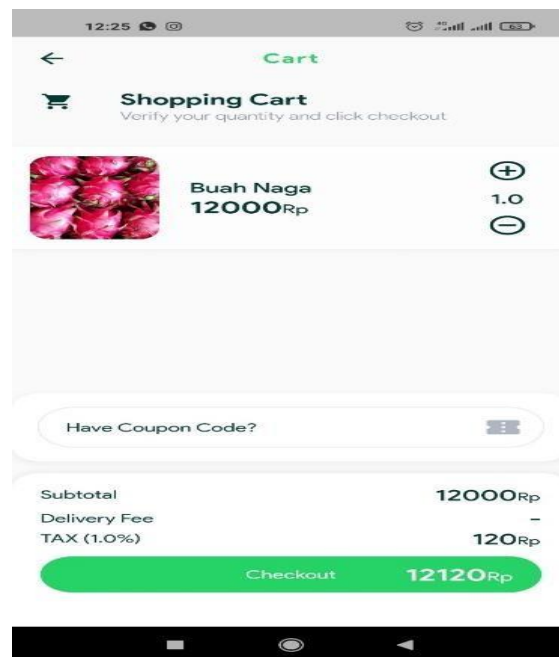 12:25
63
Cart
Shopping Cart
Verify your quantity and click checkout
Buah Naga
12000Rp
1.0
Have Coupon Code?
Subtotal 12000Rp
Delivery Fee -
TAX (1.0%) 120Rp
Checkout 12120Rp